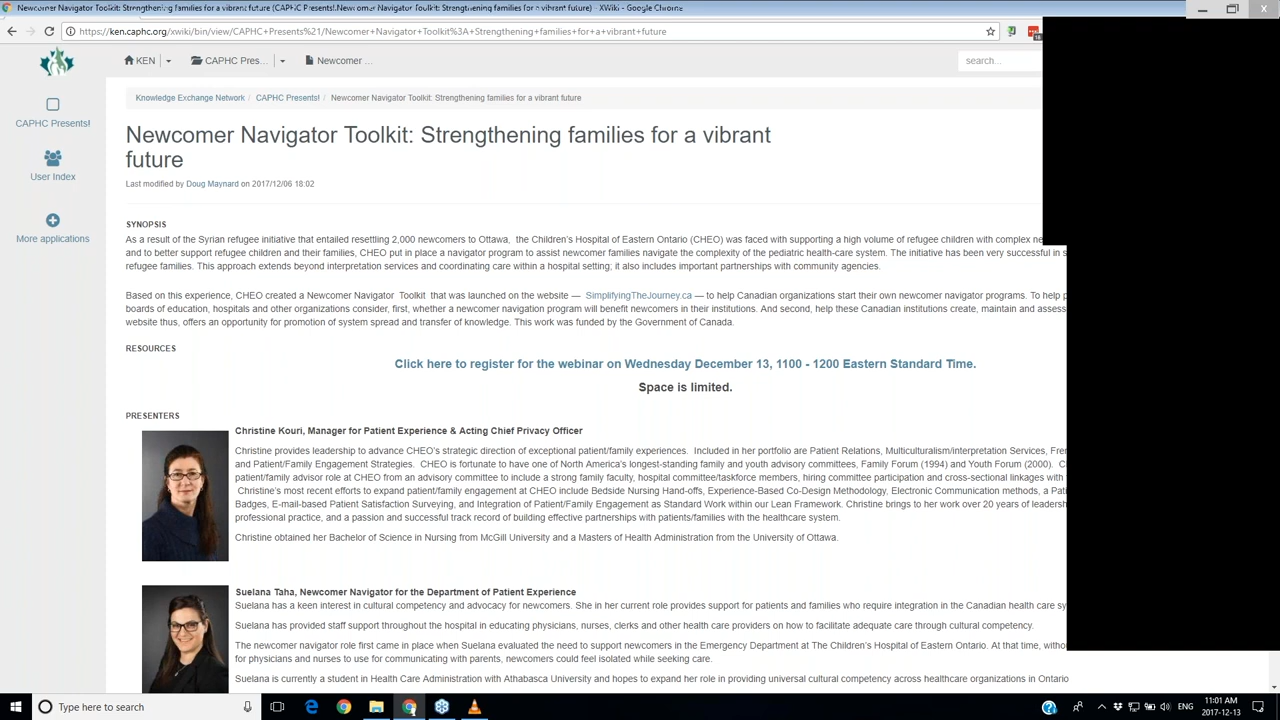 Newcomer Navigator Toolkit: Strengthening families for a vibrant future (CAPHC Presents!.Newcomer Navigator Toolkit: Strengthening families for a vibrant future) - XWiki - Google Chrome
https://ken.caphc.org/xwiki/bin/view/CAPHC+Presents%21/Newcomer+Navigator+Toolkit%3A+Strengthening+families+for+a+vibrant+future
KEN
CAPHC Pres...
Newcomer ...
search...
CAPHC Presents!
User Index
More applications
Knowledge Exchange Network / CAPHC Presents! / Newcomer Navigator Toolkit: Strengthening families for a vibrant future
Newcomer Navigator Toolkit: Strengthening families for a vibrant
future
Last modified by Doug Maynard on 2017/12/06 18:02
SYNOPSIS
As a result of the Syrian refugee initiative that entailed resettling 2,000 newcomers to Ottawa, the Children's Hospital of Eastern Ontario (CHEO) was faced with supporting a high volume of refugee children with complex ne
and to better support refugee children and their families, CHEO put in place a navigator program to assist newcomer families navigate the complexity of the pediatric health-care system. The initiative has been very successful in s
refugee families. This approach extends beyond interpretation services and coordinating care within a hospital setting; it also includes important partnerships with community agencies.
Based on this experience, CHEO created a Newcomer Navigator Toolkit that was launched on the website — SimplifyingTheJourney.ca — to help Canadian organizations start their own newcomer navigator programs. To help p
boards of education, hospitals and other organizations consider, first, whether a newcomer navigation program will benefit newcomers in their institutions. And second, help these Canadian institutions create, maintain and assess
website thus, offers an opportunity for promotion of system spread and transfer of knowledge. This work was funded by the Government of Canada.
RESOURCES
Click here to register for the webinar on Wednesday December 13, 1100 - 1200 Eastern Standard Time.
Space is limited.
PRESENTERS
Christine Kouri, Manager for Patient Experience & Acting Chief Privacy Officer
Christine provides leadership to advance CHEO's strategic direction of exceptional patient/family experiences. Included in her portfolio are Patient Relations, Multiculturalism/interpretation Services, Fre
and Patient/Family Engagement Strategies. CHEO is fortunate to have one of North America's longest-standing family and youth advisory committees, Family Forum (1994) and Youth Forum (2000). C
patient/family advisor role at CHEO from an advisory committee to include a strong family faculty, hospital committee/taskforce members, hiring committee participation and cross-sectional linkages with
Christine's most recent efforts to expand patient/family engagement at CHEO include Bedside Nursing Hand-offs, Experience-Based Co-Design Methodology, Electronic Communication methods, a Pati
Badges, E-mail-based Patient Satisfaction Surveying, and Integration of Patient/Family Engagement as Standard Work within our Lean Framework. Christine brings to her work over 20 years of leadersh
professional practice, and a passion and successful track record of building effective partnerships with patients/families with the healthcare system.
Christine obtained her Bachelor of Science in Nursing from McGill University and a Masters of Health Administration from the University of Ottawa.
Suelana Taha, Newcomer Navigator for the Department of Patient Experience
Suelana has a keen interest in cultural competency and advocacy for newcomers. She in her current role provides support for patients and families who require integration in the Canadian health care sy
Suelana has provided staff support throughout the hospital in educating physicians, nurses, clerks and other health care providers on how to facilitate adequate care through cultural competency.
The newcomer navigator role first came in place when Suelana evaluated the need to support newcomers in the Emergency Department at The Children's Hospital of Eastern Ontario. At that time, witho
for physicians and nurses to use for communicating with parents, newcomers could feel isolated while seeking care.
Suelana is currently a student in Health Care Administration with Athabasca University and hopes to expand her role in providing universal cultural competency across healthcare organizations in Ontario
Type here to search
ENG
11:01 AM
2017-12-13